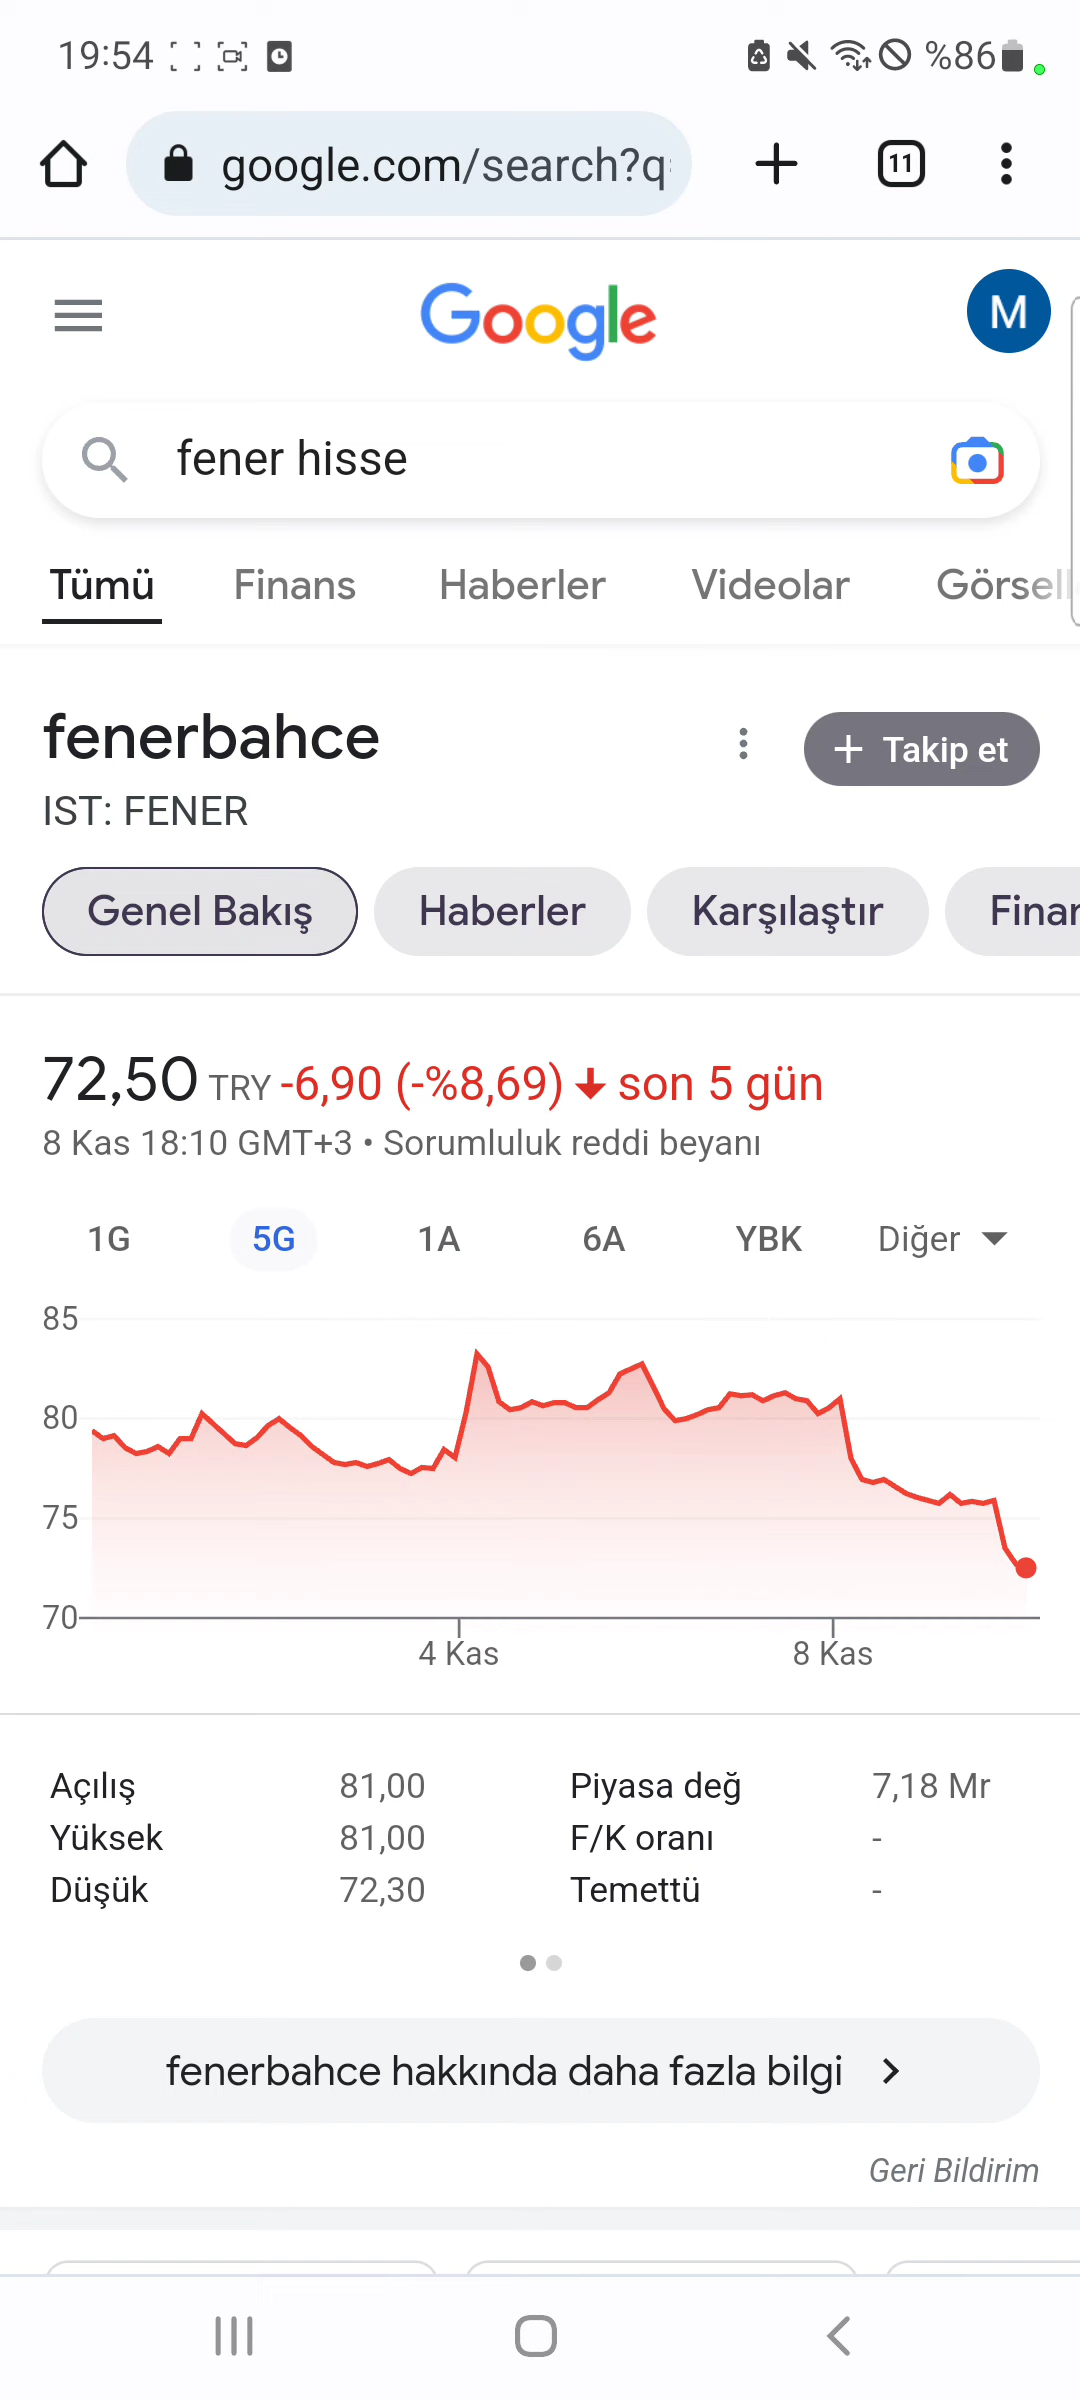 19:54 %86
google.com/search?q
11
Google
M
fener hisse
Tümü Finans Haberler Videolar Görsell
fenerbahce
+ Takip et
IST: FENER
Genel Bakış Haberler Karşılaştır Finan
72,50 TRY -6,90 (-%8,69) ↓ son 5 gün
8 Kas 18:10 GMT+3 • Sorumluluk reddi beyanı
1G 5G 1A 6A YBK Diğer
85
80
75
70
4 Kas 8 Kas
Açılış 81,00 Piyasa değ 7,18 Mr
Yüksek 81,00 F/K oranı -
Düşük 72,30 Temettü -
fenerbahce hakkında daha fazla bilgi
Geri Bildirim